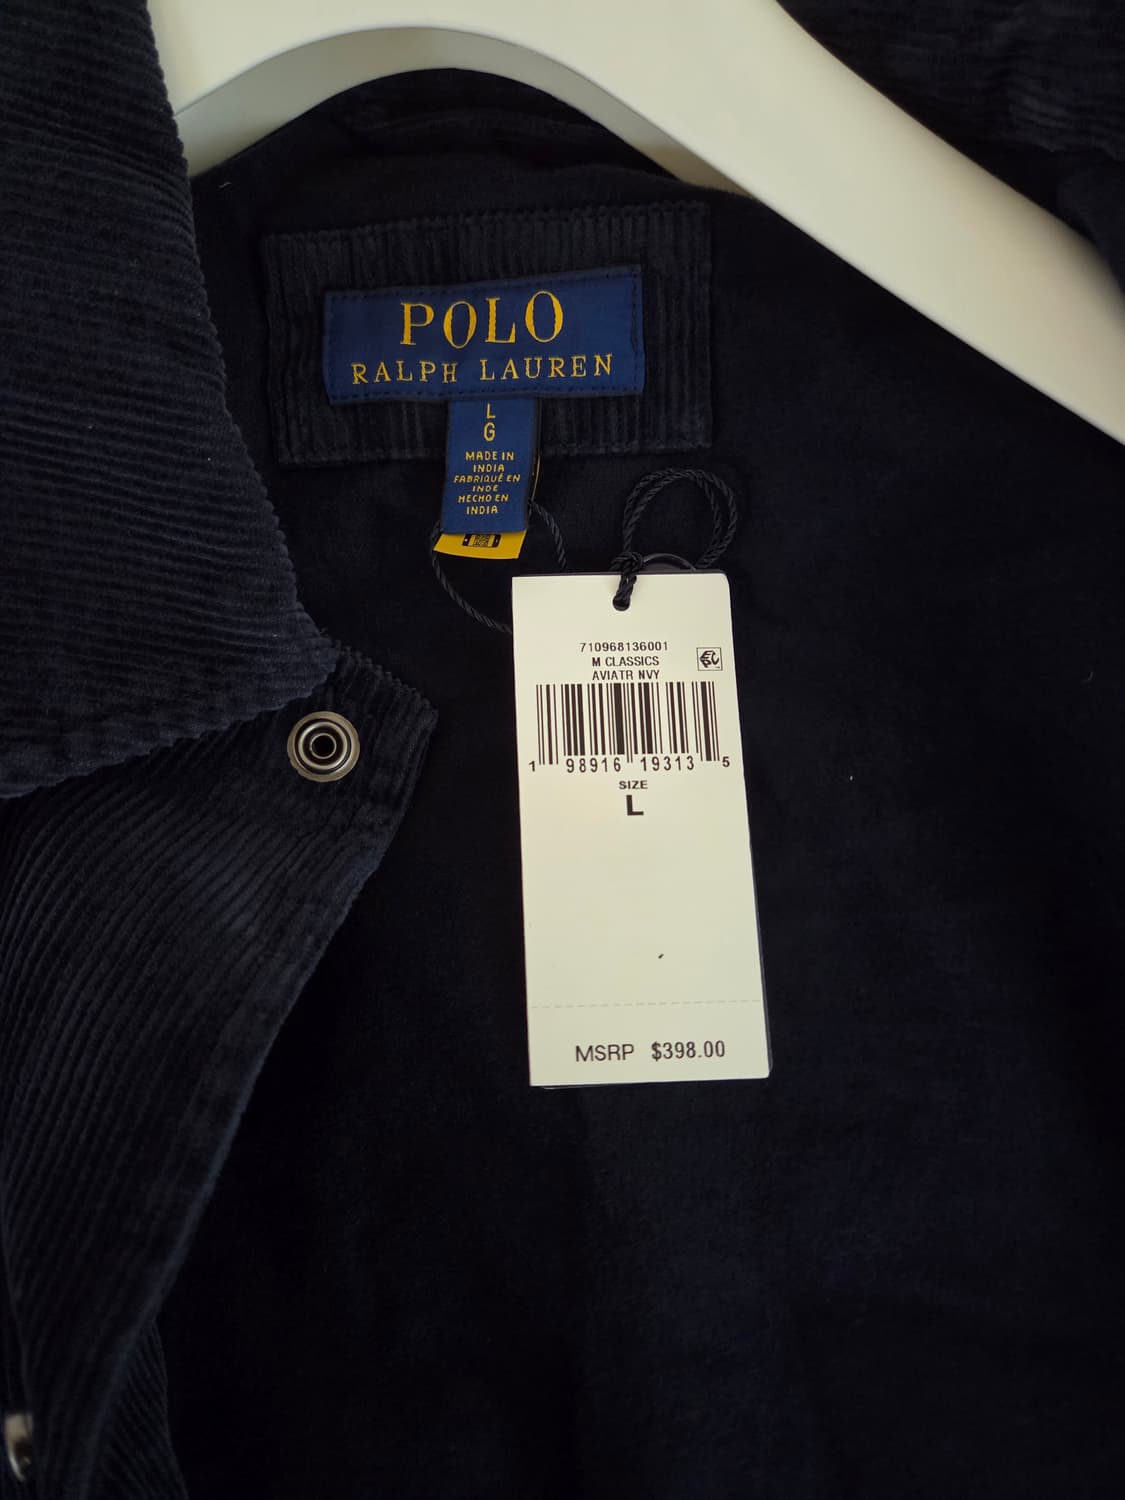 POLO
RALPH LAUREN
L
G
MADE IN
INDIA
FABRIQUÉ EN
INDE
HECHO EN
INDIA
710968136001
M CLASSICS
AVIATR NVY
1 98916 19313 5
SIZE
L
MSRP $398.00